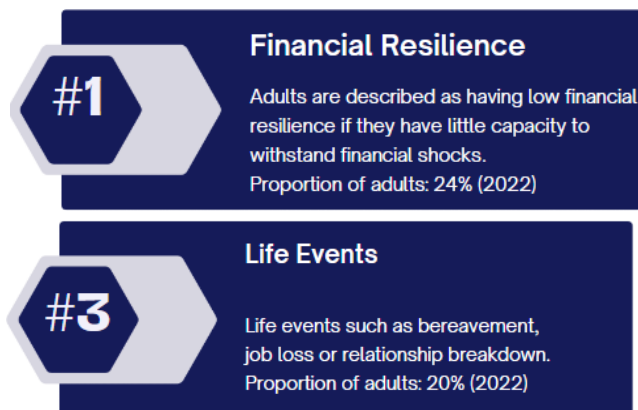 #1
Financial Resilience
Adults are described as having low financial
resilience if they have little capacity to
withstand financial shocks.
Proportion of adults: 24% (2022)
#3
Life Events
Life events such as bereavement,
job loss or relationship breakdown.
Proportion of adults: 20% (2022)